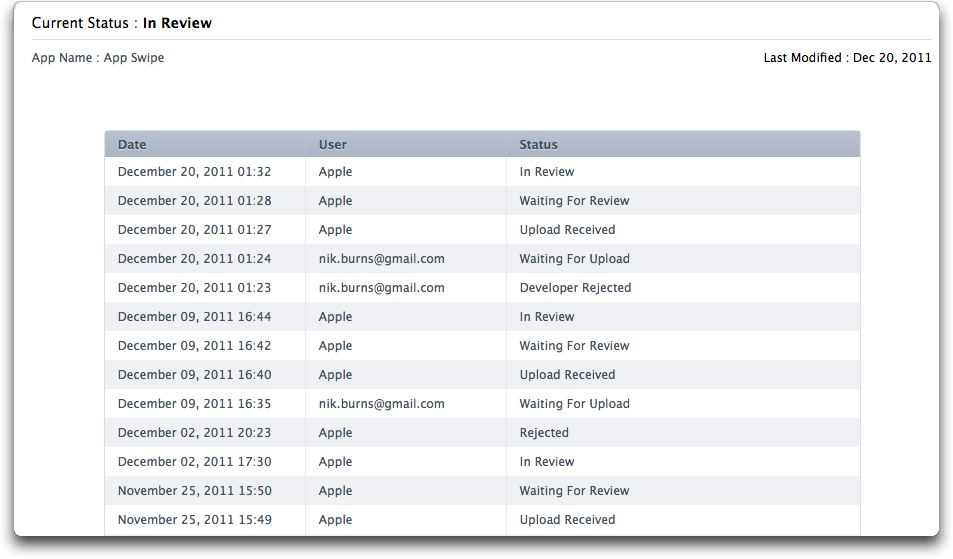 Current Status : In Review
App Name : App Swipe Last Modified : Dec 20, 2011
Date User Status
December 20, 2011 01:32 Apple In Review
December 20, 2011 01:28 Apple Waiting For Review
December 20, 2011 01:27 Apple Upload Received
December 20, 2011 01:24 nik.burns@gmail.com Waiting For Upload
December 20, 2011 01:23 nik.burns@gmail.com Developer Rejected
December 09, 2011 16:44 Apple In Review
December 09, 2011 16:42 Apple Waiting For Review
December 09, 2011 16:40 Apple Upload Received
December 09, 2011 16:35 nik.burns@gmail.com Waiting For Upload
December 02, 2011 20:23 Apple Rejected
December 02, 2011 17:30 Apple In Review
November 25, 2011 15:50 Apple Waiting For Review
November 25, 2011 15:49 Apple Upload Received